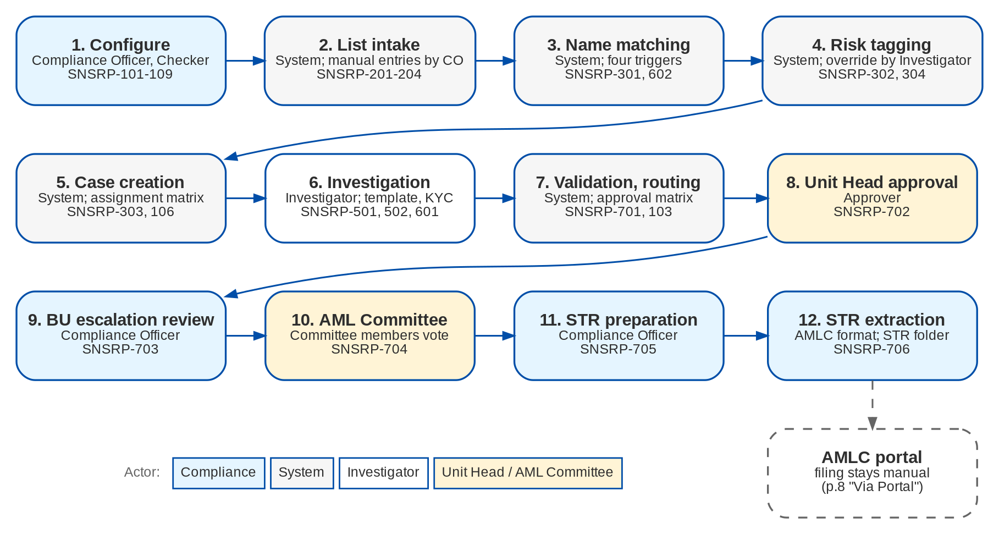 1. Configure
Compliance Officer, Checker
SNSRP-101-109
2. List intake
System; manual entries by CO
SNSRP-201-204
3. Name matching
System; four triggers
SNSRP-301, 602
4. Risk tagging
System; override by Investigator
SNSRP-302, 304
5. Case creation
System; assignment matrix
SNSRP-303, 106
6. Investigation
Investigator; template, KYC
SNSRP-501, 502, 601
7. Validation, routing
System; approval matrix
SNSRP-701, 103
8. Unit Head approval
Approver
SNSRP-702
9. BU escalation review
Compliance Officer
SNSRP-703
10. AML Committee
Committee members vote
SNSRP-704
11. STR preparation
Compliance Officer
SNSRP-705
12. STR extraction
AMLC format; STR folder
SNSRP-706
AMLC portal
filing stays manual
(p.8 "Via Portal")
Actor:
Compliance
System
Investigator
Unit Head / AML Committee